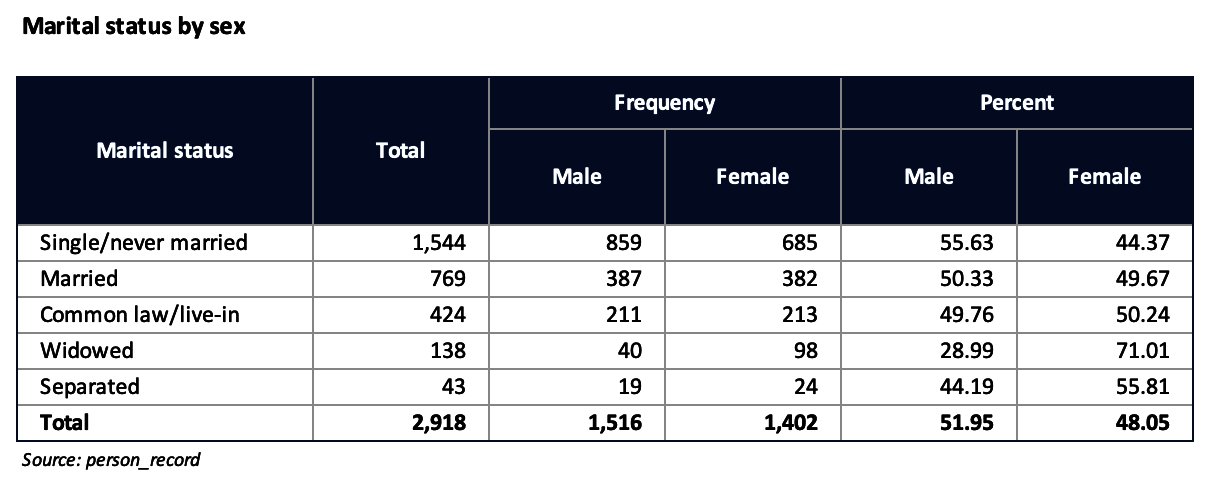 Marital status by sex
Frequency Percent
Marital status Total
Male Female Male Female
Single/never married 1,544 859 685 55.63 44.37
Married 769 387 382 50.33 49.67
Common law/live-in 424 211 213 49.76 50.24
Widowed 138 40 98 28.99 71.01
Separated 43 19 24 44.19 55.81
Total 2,918 1,516 1,402 51.95 48.05
Source: person_record